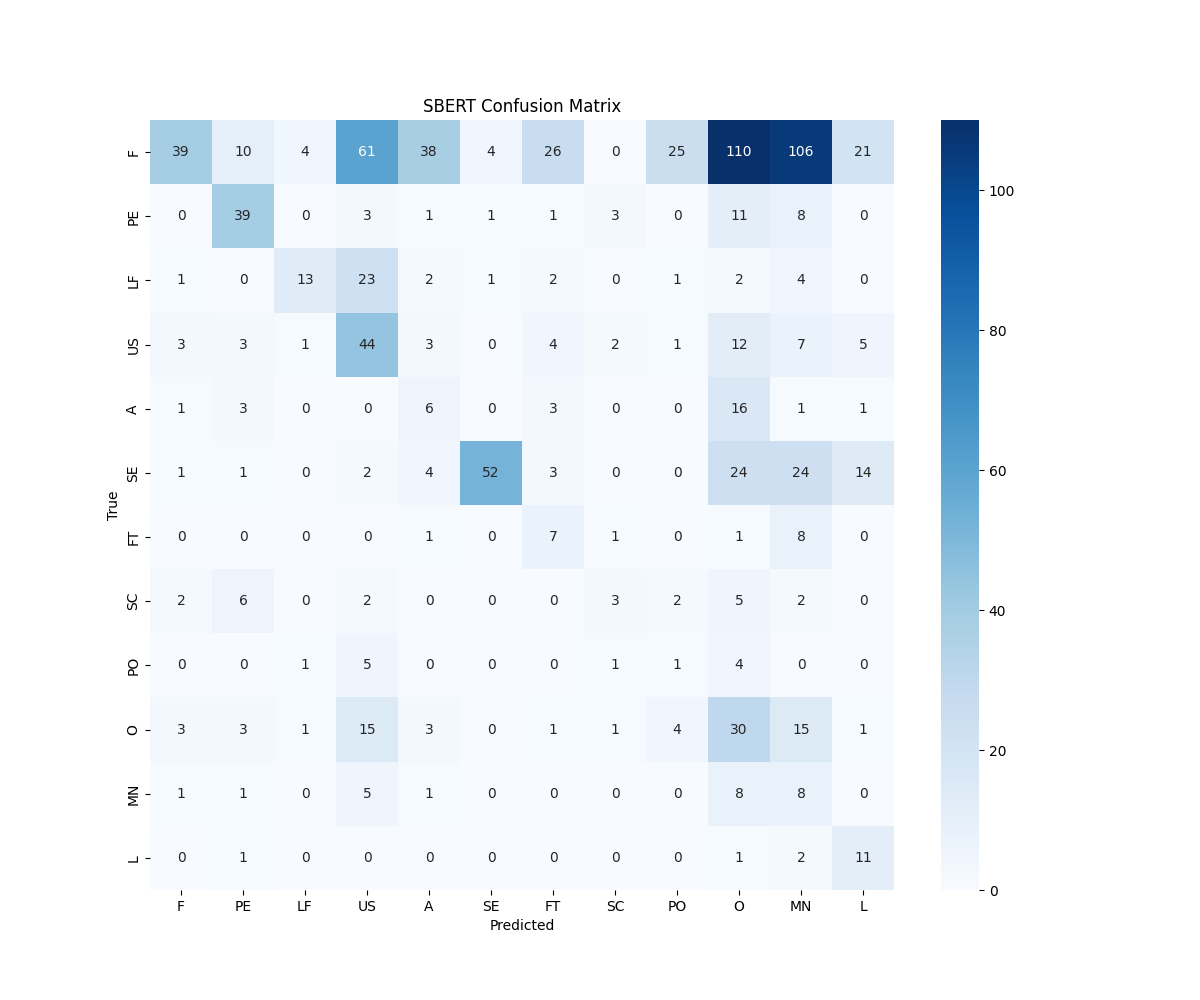 SBERT Confusion Matrix
F 39 10 4 61 38 4 26 0 25 110 106 21
PE 0 39 0 3 1 1 1 3 0 11 8 0
LF 1 0 13 23 2 1 2 0 1 2 4 0
US 3 3 1 44 3 0 4 2 1 12 7 5
A 1 3 0 0 6 0 3 0 0 16 1 1
SE 1 1 0 2 4 52 3 0 0 24 24 14
FT 0 0 0 0 1 0 7 1 0 1 8 0
SC 2 6 0 2 0 0 0 3 2 5 2 0
PO 0 0 1 5 0 0 0 1 1 4 0 0
O 3 3 1 15 3 0 1 1 4 30 15 1
MN 1 1 0 5 1 0 0 0 0 8 8 0
L 0 1 0 0 0 0 0 0 0 1 2 11
F PE LF US A SE FT SC PO O MN L
Predicted
True
100
80
60
40
20
0